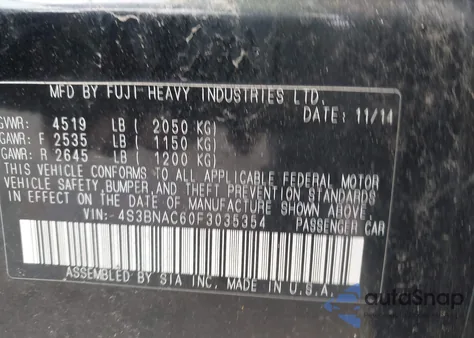 MFD BY FUJI HEAVY INDUSTRIES LTD.
DATE: 11/14
GVWR: 4519 LB ( 2050 KG)
GAWR: F 2535 LB ( 1150 KG)
GAWR: R 2645 LB ( 1200 KG)
THIS VEHICLE CONFORMS TO ALL APPLICABLE FEDERAL MOTOR
VEHICLE SAFETY, BUMPER, AND THEFT PREVENTION STANDARDS
IN EFFECT ON THE DATE OF MANUFACTURE SHOWN ABOVE.
VIN:- 4S3BNAC60F3035354 PASSENGER CAR
ASSEMBLED BY SIA INC. MADE IN U.S.A.
autoSnap